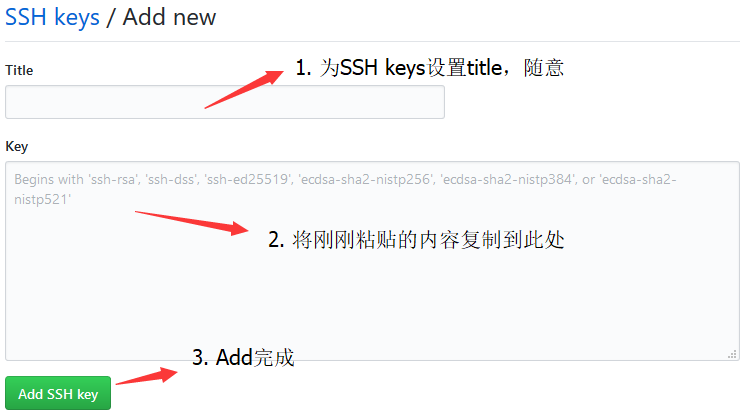 SSH keys / Add new
Title
1. 为SSH keys设置title，随意
Key
Begins with 'ssh-rsa', 'ssh-dss', 'ssh-ed25519', 'ecdsa-sha2-nistp256', 'ecdsa-sha2-nistp384', or 'ecdsa-sha2-
nistp521'
2. 将刚刚粘贴的内容复制到此处
3. Add完成
Add SSH key